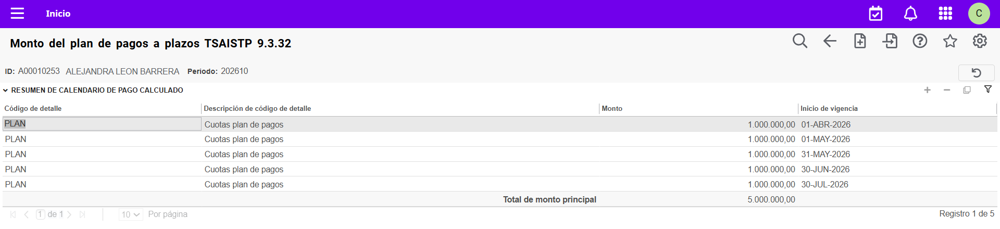 Inicio
C
Monto del plan de pagos a plazos TSAISTP 9.3.32
ID: A00010253 ALEJANDRA LEON BARRERA Periodo: 202610
RESUMEN DE CALENDARIO DE PAGO CALCULADO
Código de detalle Descripción de código de detalle Monto Inicio de vigencia
PLAN Cuotas plan de pagos 1.000.000,00 01-ABR-2026
PLAN Cuotas plan de pagos 1.000.000,00 01-MAY-2026
PLAN Cuotas plan de pagos 1.000.000,00 31-MAY-2026
PLAN Cuotas plan de pagos 1.000.000,00 30-JUN-2026
PLAN Cuotas plan de pagos 1.000.000,00 30-JUL-2026
Total de monto principal 5.000.000,00
1 de 1 10 Por página Registro 1 de 5